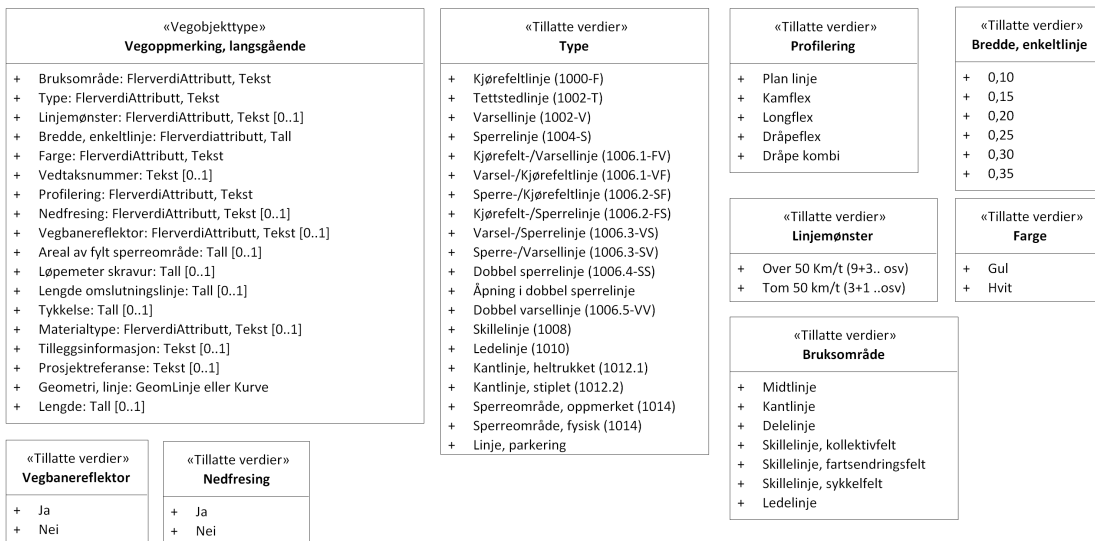 «Vegobjekttype»
Vegoppmerking, langsgående
+ Bruksområde: FlerverdiAttributt, Tekst
+ Type: FlerverdiAttributt, Tekst
+ Linjemønster: FlerverdiAttributt, Tekst [0..1]
+ Bredde, enkeltlinje: Flerverdiattributt, Tall
+ Farge: FlerverdiAttributt, Tekst
+ Vedtaksnummer: Tekst [0..1]
+ Profilering: FlerverdiAttributt, Tekst
+ Nedfresing: FlerverdiAttributt, Tekst [0..1]
+ Vegbanereflektor: FlerverdiAttributt, Tekst [0..1]
+ Areal av fylt sperreområde: Tall [0..1]
+ Løpemeter skravur: Tall [0..1]
+ Lengde omslutningslinje: Tall [0..1]
+ Tykkelse: Tall [0..1]
+ Materialtype: FlerverdiAttributt, Tekst [0..1]
+ Tilleggsinformasjon: Tekst [0..1]
+ Prosjektreferanse: Tekst [0..1]
+ Geometri, linje: GeomLinje eller Kurve
+ Lengde: Tall [0..1]
«Tillatte verdier»
Vegbanereflektor
+ Ja
+ Nei
«Tillatte verdier»
Nedfresing
+ Ja
+ Nei
«Tillatte verdier»
Type
+ Kjørefeltlinje (1000-F)
+ Tettstedlinje (1002-T)
+ Varsellinje (1002-V)
+ Sperrelinje (1004-S)
+ Kjørefelt-/Varsellinje (1006.1-FV)
+ Varsel-/Kjørefeltlinje (1006.1-VF)
+ Sperre-/Kjørefeltlinje (1006.2-SF)
+ Kjørefelt-/Sperrelinje (1006.2-FS)
+ Varsel-/Sperrelinje (1006.3-VS)
+ Sperre-/Varsellinje (1006.3-SV)
+ Dobbel sperrelinje (1006.4-SS)
+ Åpning i dobbel sperrelinje
+ Dobbel varsellinje (1006.5-VV)
+ Skillelinje (1008)
+ Ledelinje (1010)
+ Kantlinje, heltrukket (1012.1)
+ Kantlinje, stiplet (1012.2)
+ Sperreområde, oppmerket (1014)
+ Sperreområde, fysisk (1014)
+ Linje, parkering
«Tillatte verdier»
Profilering
+ Plan linje
+ Kamflex
+ Longflex
+ Dråpeflex
+ Dråpe kombi
«Tillatte verdier»
Bredde, enkeltlinje
+ 0,10
+ 0,15
+ 0,20
+ 0,25
+ 0,30
+ 0,35
«Tillatte verdier»
Linjemønster
+ Over 50 Km/t (9+3.. osv)
+ Tom 50 km/t (3+1 ..osv)
«Tillatte verdier»
Farge
+ Gul
+ Hvit
«Tillatte verdier»
Bruksområde
+ Midtlinje
+ Kantlinje
+ Delelinje
+ Skillelinje, kollektivfelt
+ Skillelinje, fartsendringsfelt
+ Skillelinje, sykkelfelt
+ Ledelinje